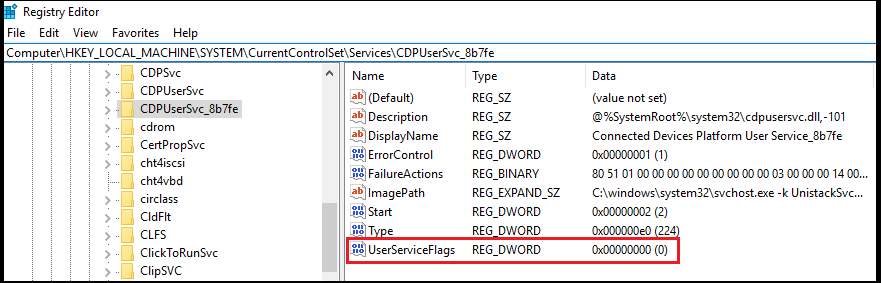 Registry Editor
File Edit View Favorites Help
Computer\HKEY_LOCAL_MACHINE\SYSTEM\CurrentControlSet\Services\CDPUserSvc_8b7fe
CDPSvc
CDPUserSvc
CDPUserSvc_8b7fe
cdrom
CertPropSvc
cht4iscsi
cht4vbd
circlass
CldFlt
CLFS
ClickToRunSvc
ClipSVC
Name Type Data
(Default) REG_SZ (value not set)
Description REG_SZ @%SystemRoot%\system32\cdpusersvc.dll,-101
DisplayName REG_SZ Connected Devices Platform User Service_8b7fe
ErrorControl REG_DWORD 0x00000001 (1)
FailureActions REG_BINARY 80 51 01 00 00 00 00 00 00 00 00 00 03 00 00 00 14 00...
ImagePath REG_EXPAND_SZ C:\windows\system32\svchost.exe -k UnistackSvc...
Start REG_DWORD 0x00000002 (2)
Type REG_DWORD 0x000000e0 (224)
UserServiceFlags REG_DWORD 0x00000000 (0)